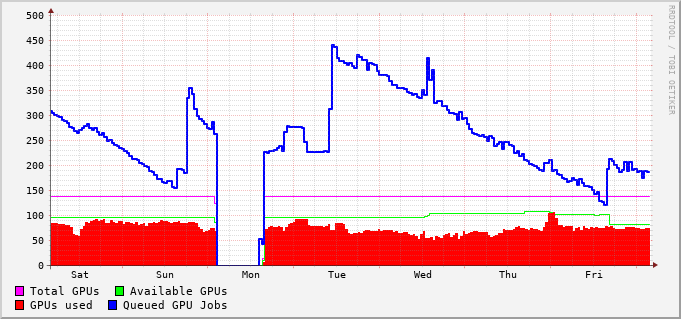 500
450
400
350
300
250
200
150
100
50
0
Sat Sun Mon Tue Wed Thu Fri
Total GPUs Available GPUs
GPUs used Queued GPU Jobs
RRDTOOL / TOBI OETIKER